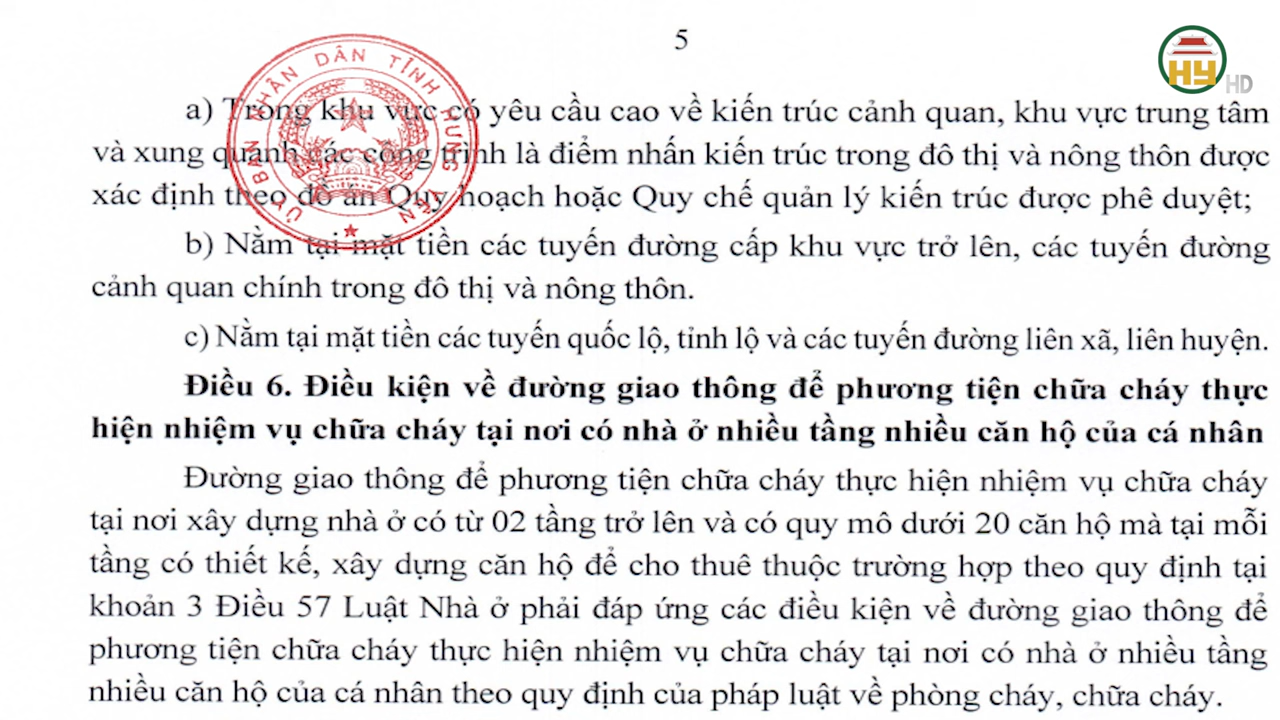 5
HY HD
a) Trong khu vực có yêu cầu cao về kiến trúc cảnh quan, khu vực trung tâm
và xung quanh các công trình là điểm nhấn kiến trúc trong đô thị và nông thôn được
xác định theo đồ án Quy hoạch hoặc Quy chế quản lý kiến trúc được phê duyệt;
ỦY BAN NHÂN DÂN TỈNH HƯNG YÊN
b) Nằm tại mặt tiền các tuyến đường cấp khu vực trở lên, các tuyến đường
cảnh quan chính trong đô thị và nông thôn.
c) Nằm tại mặt tiền các tuyến quốc lộ, tỉnh lộ và các tuyến đường liên xã, liên huyện.
Điều 6. Điều kiện về đường giao thông để phương tiện chữa cháy thực
hiện nhiệm vụ chữa cháy tại nơi có nhà ở nhiều tầng nhiều căn hộ của cá nhân
Đường giao thông để phương tiện chữa cháy thực hiện nhiệm vụ chữa cháy
tại nơi xây dựng nhà ở có từ 02 tầng trở lên và có quy mô dưới 20 căn hộ mà tại mỗi
tầng có thiết kế, xây dựng căn hộ để cho thuê thuộc trường hợp theo quy định tại
khoản 3 Điều 57 Luật Nhà ở phải đáp ứng các điều kiện về đường giao thông để
phương tiện chữa cháy thực hiện nhiệm vụ chữa cháy tại nơi có nhà ở nhiều tầng
nhiều căn hộ của cá nhân theo quy định của pháp luật về phòng cháy, chữa cháy.